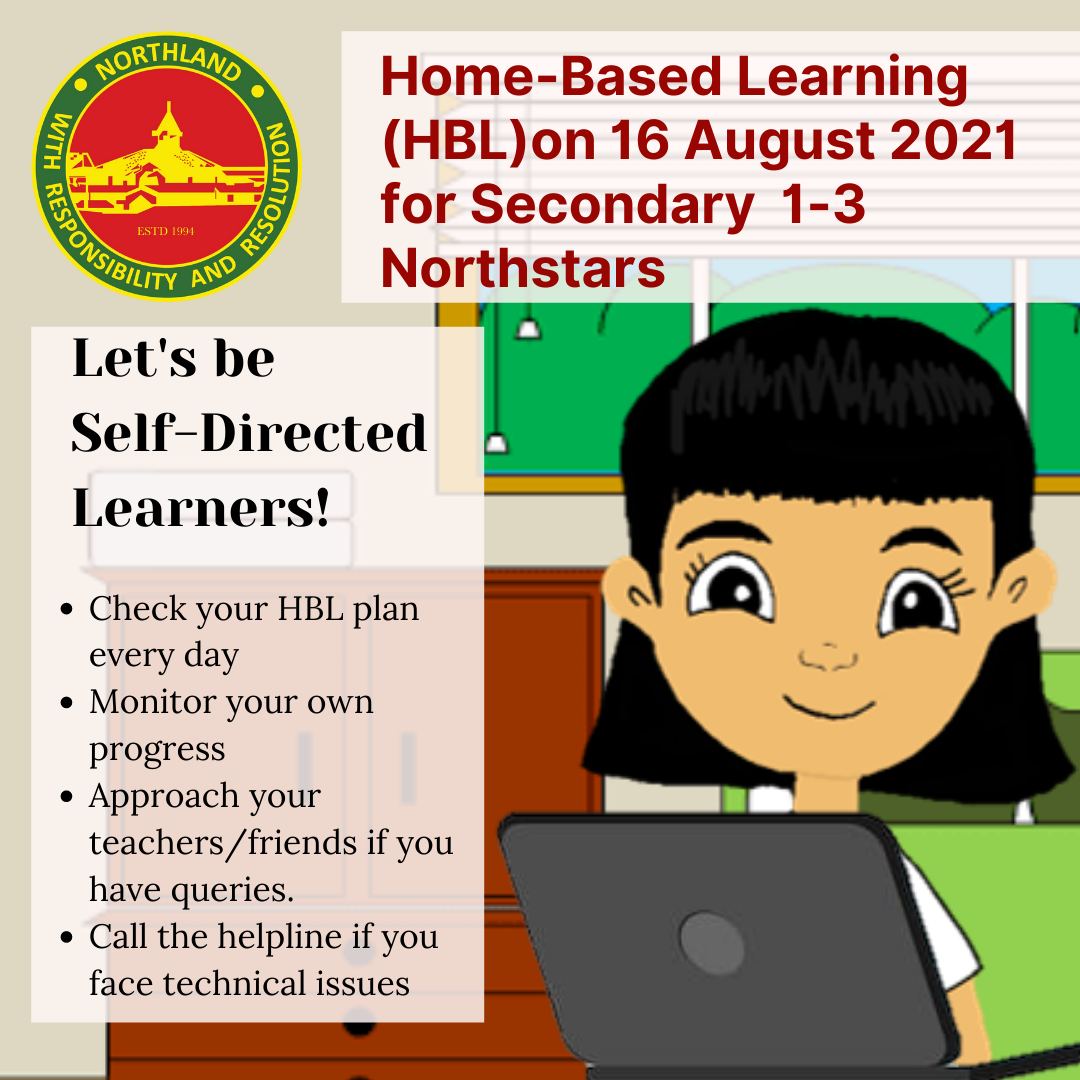 NORTHLAND
WITH RESPONSIBILITY AND RESOLUTION
ESTD 1994
Home-Based Learning
(HBL)on 16 August 2021
for Secondary 1-3
Northstars
Let's be
Self-Directed
Learners!
• Check your HBL plan
every day
• Monitor your own
progress
• Approach your
teachers/friends if you
have queries.
• Call the helpline if you
face technical issues